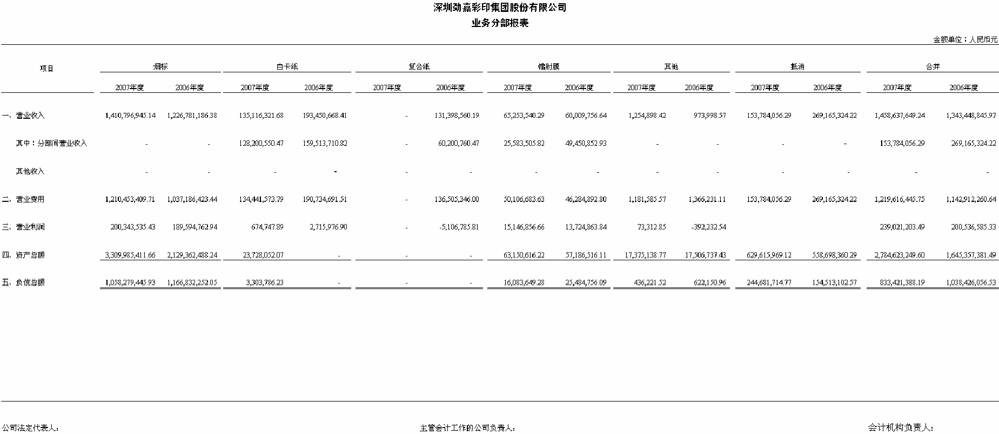 深圳劲嘉彩印集团股份有限公司
业务分部报表
金额单位：人民币元
项目 烟标 白卡纸 复合纸 镭射膜 其他 抵消 合并
2007年度 2006年度 2007年度 2006年度 2007年度 2006年度 2007年度 2006年度 2007年度 2006年度 2007年度 2006年度 2007年度 2006年度
一、营业收入 1,410,796,945.14 1,226,781,186.38 135,116,321.68 193,450,668.41 - 131,398,560.19 65,253,540.29 60,009,756.64 1,254,898.42 973,998.57 153,784,056.29 269,165,324.22 1,458,637,649.24 1,343,448,845.97
其中：分部间营业收入 - - 128,200,550.47 159,513,710.82 - 60,200,760.47 25,583,505.82 49,450,852.93 - - - - 153,784,056.29 269,165,324.22
其他收入 - - - - - - - - - - - - - -
二、营业费用 1,210,453,409.71 1,037,186,423.44 134,441,573.79 190,734,691.51 - 136,505,346.00 50,106,683.63 46,284,892.80 1,181,585.57 1,366,231.11 153,784,056.29 269,165,324.22 1,219,616,445.75 1,142,912,260.64
三、营业利润 200,343,535.43 189,594,762.94 674,747.89 2,715,976.90 - -5,106,785.81 15,146,856.66 13,724,863.84 73,312.85 -392,232.54 239,021,203.49 200,536,585.33
四、资产总额 3,309,985,411.66 2,129,362,488.24 23,728,052.07 - - - 63,150,616.22 57,186,516.11 17,375,138.77 17,506,737.43 629,615,969.12 558,698,360.29 2,784,623,249.60 1,645,357,381.49
五、负债总额 1,058,279,445.93 1,166,832,252.05 3,303,786.23 - - - 16,083,649.28 25,484,756.09 436,221.52 622,150.96 244,681,714.77 154,513,102.57 833,421,388.19 1,038,426,056.53
公司法定代表人： 主管会计工作的公司负责人： 会计机构负责人：